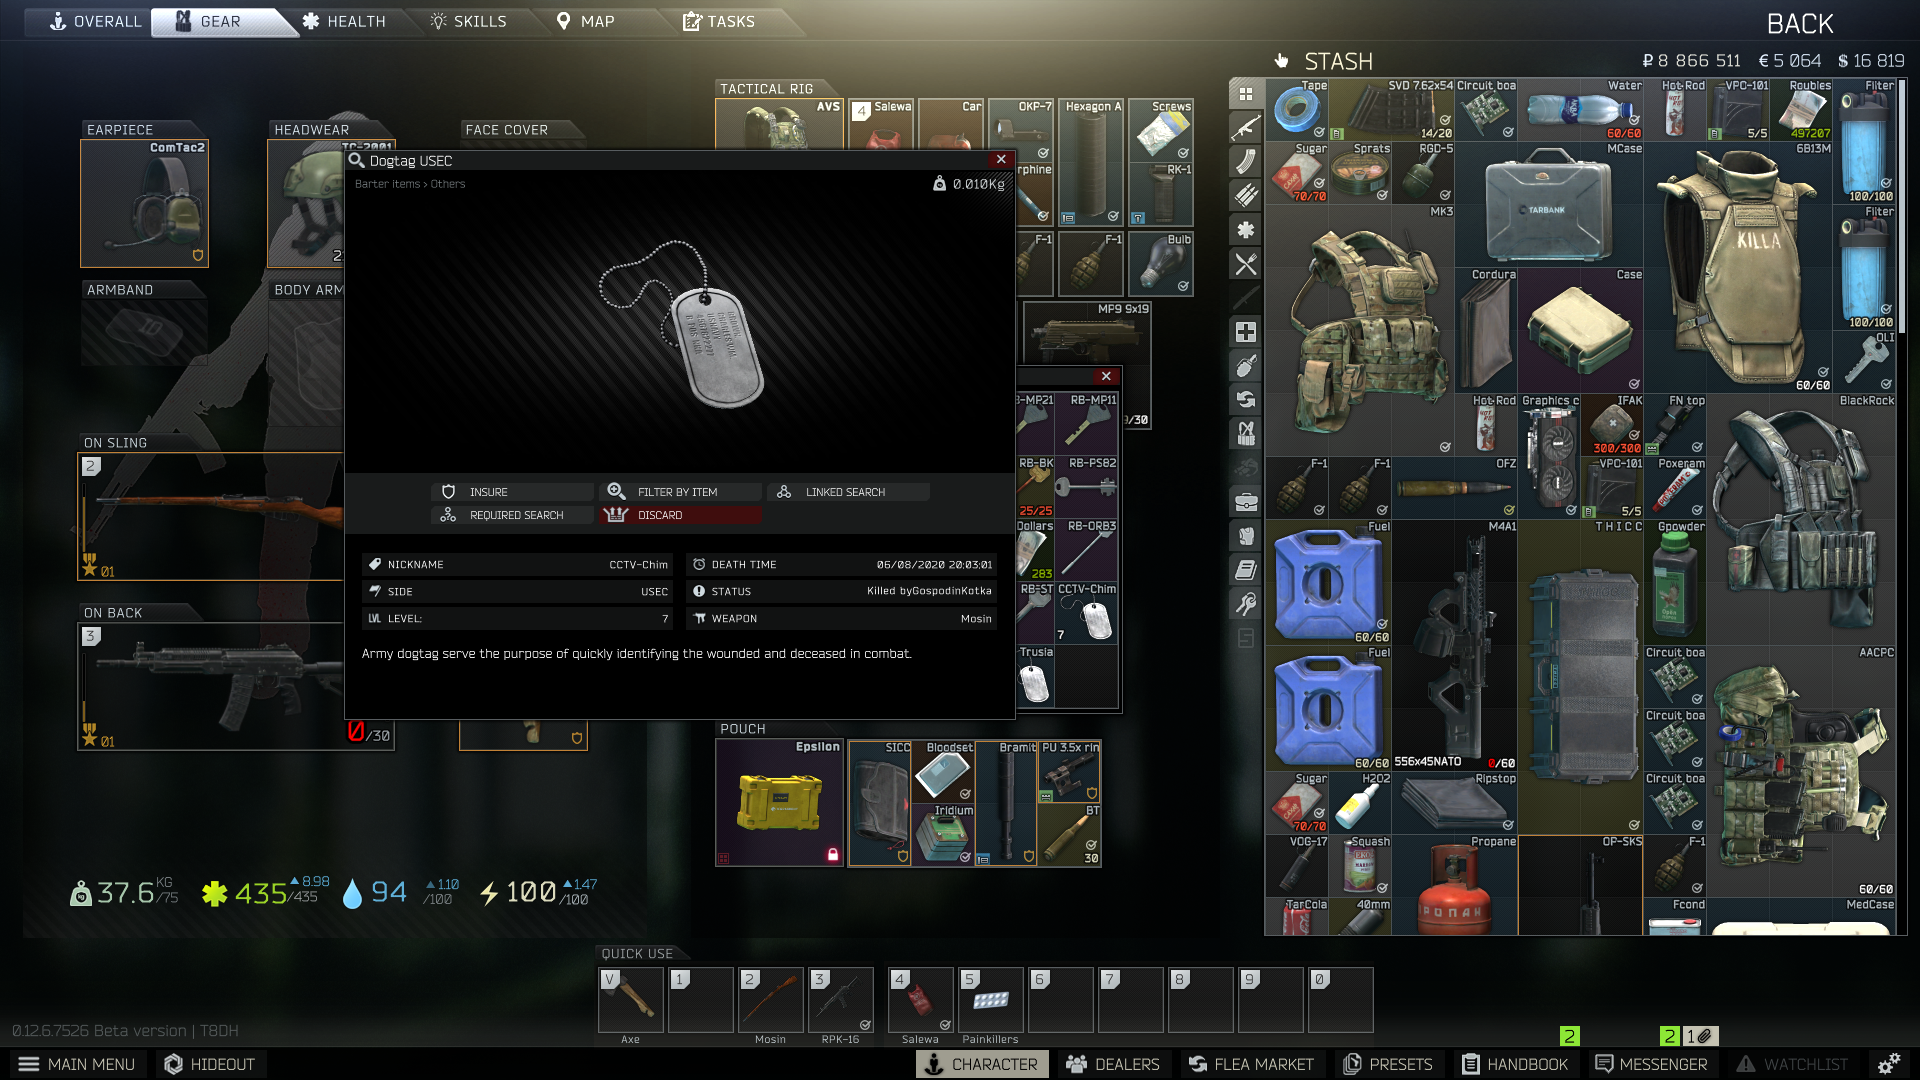 OVERALL
GEAR
HEALTH
SKILLS
MAP
TASKS
BACK
STASH
₽ 8 866 511 € 5 064 $ 16 819
EARPIECE
ComTac2
HEADWEAR
TC-2001
FACE COVER
ARMBAND
BODY ARM
ON SLING
2
01
ON BACK
3
01
0/30
TACTICAL RIG
AVS
4
Salewa
Car
OKP-7
Hexagon A
Screws
rphine
RK-1
F-1
F-1
Bulb
MP9 9x19
/30
Dogtag USEC
Barter items > Others
0.010Kg
INSURE
FILTER BY ITEM
LINKED SEARCH
REQUIRED SEARCH
DISCARD
NICKNAME CCTV-Chim
DEATH TIME 06/08/2020 20:03:01
SIDE USEC
STATUS Killed byGospodinKotka
LVL LEVEL: 7
WEAPON Mosin
Army dogtag serve the purpose of quickly identifying the wounded and deceased in combat.
RB-MP21
RB-MP11
RB-BK
25/25
RB-PS82
Dollars
283
RB-ORB3
RB-ST
CCTV-Chim
7
Trusia
POUCH
Epsilon
SICC
Bloodset
Iridium
Bramit
PU 3.5x rin
BT
30
37.6 KG /75
435 8.98 /435
94 1.10 /100
100 1.47 /100
QUICK USE
V
1
2
3
4
5
6
7
8
9
0
Axe
Mosin
RPK-16
Salewa
Painkillers
Tape
SVD 7.62x54
14/20
Circuit boa
Water
60/60
Hot Rod
VPC-101
5/5
Roubles
497207
Filter
100/100
Sugar
70/70
Sprats
RGD-5
MCase
TARBANK
6B13M
KILLA
60/60
MK3
Filter
100/100
Cordura
Case
OLI
Hot Rod
Graphics c
IFAK
300/300
FN top
BlackRock
F-1
F-1
OFZ
VPC-101
5/5
Poxeram
Fuel
60/60
M4A1
556x45NATO
0/60
T H I C C
Gpowder
Fuel
60/60
Circuit boa
AACPC
60/60
Circuit boa
Sugar
70/70
H2O2
Ripstop
Circuit boa
VOG-17
Squash
Propane
РОПАН
OP-SKS
F-1
TarCola
40mm
Fcond
MedCase
0.12.6.7526 Beta version | T8DH
2
2
1
MAIN MENU
HIDEOUT
CHARACTER
DEALERS
FLEA MARKET
PRESETS
HANDBOOK
MESSENGER
WATCHLIST